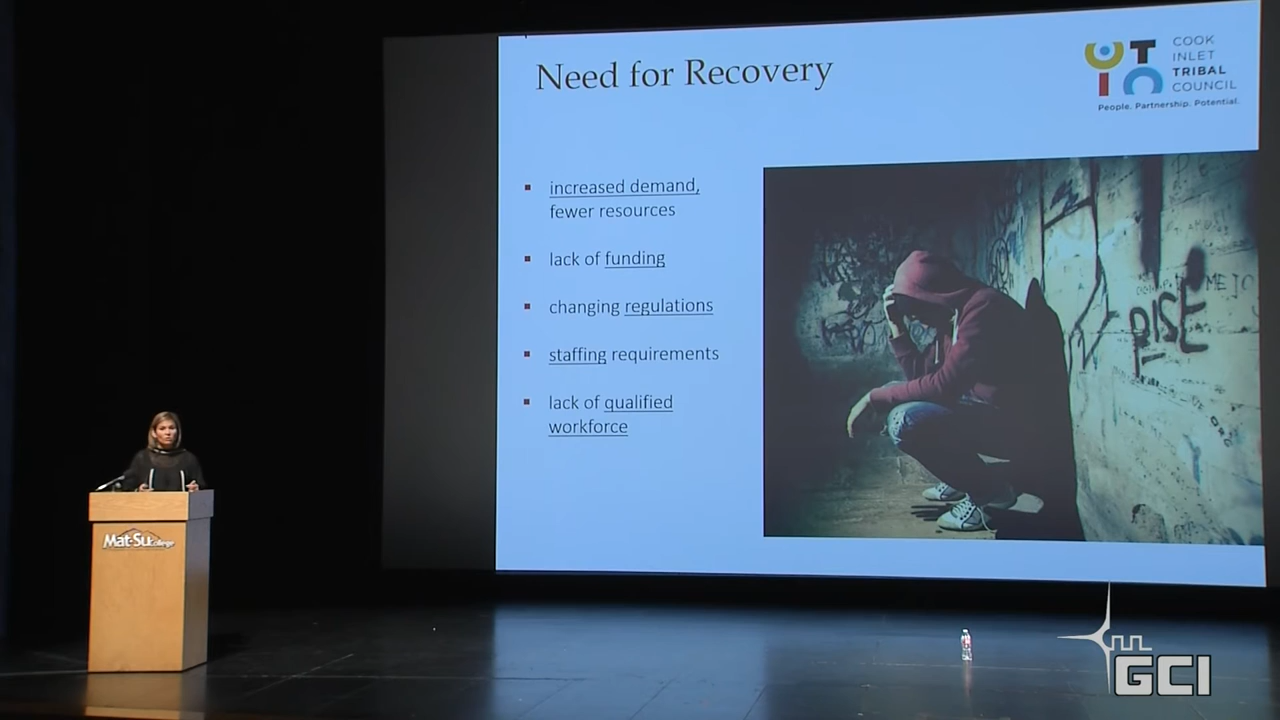 Need for Recovery
COOK
INLET
TRIBAL
COUNCIL
People. Partnership. Potential.
increased demand,
fewer resources
lack of funding
changing regulations
staffing requirements
lack of qualified
workforce
RISE
Mat-Su College
GCI